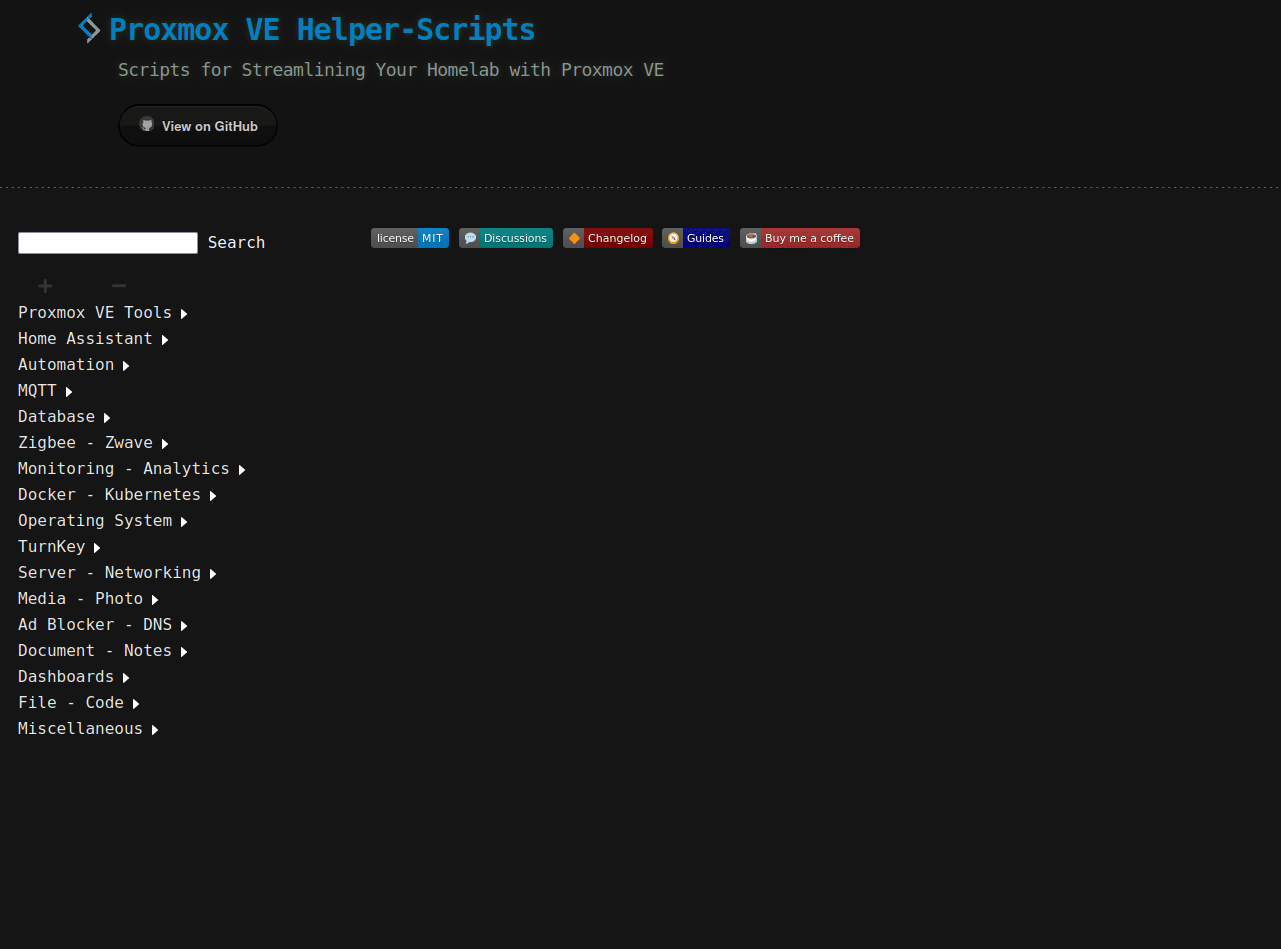 Proxmox VE Helper-Scripts
Scripts for Streamlining Your Homelab with Proxmox VE
View on GitHub
Search
license MIT Discussions Changelog Guides Buy me a coffee
Proxmox VE Tools
Home Assistant
Automation
MQTT
Database
Zigbee - Zwave
Monitoring - Analytics
Docker - Kubernetes
Operating System
TurnKey
Server - Networking
Media - Photo
Ad Blocker - DNS
Document - Notes
Dashboards
File - Code
Miscellaneous